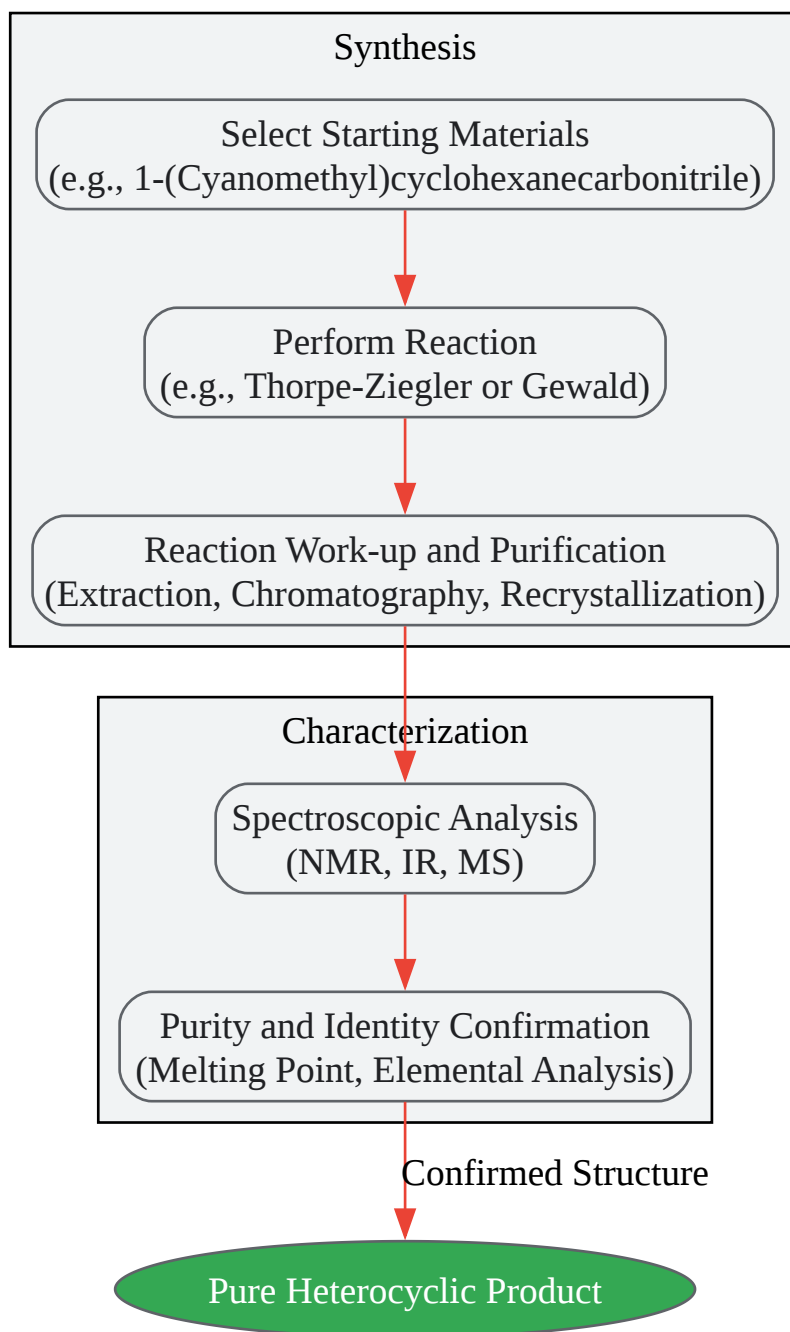 Synthesis
Select Starting Materials
(e.g., 1-(Cyanomethyl)cyclohexanecarbonitrile)
Perform Reaction
(e.g., Thorpe-Ziegler or Gewald)
Reaction Work-up and Purification
(Extraction, Chromatography, Recrystallization)
Characterization
Spectroscopic Analysis
(NMR, IR, MS)
Purity and Identity Confirmation
(Melting Point, Elemental Analysis)
Confirmed Structure
Pure Heterocyclic Product